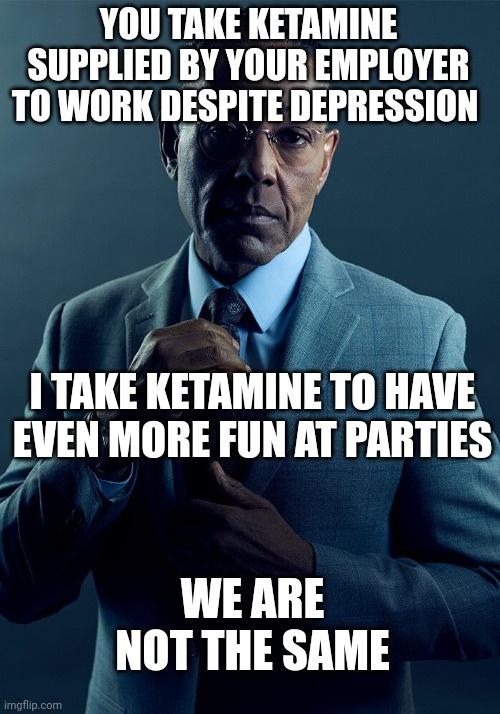 YOU TAKE KETAMINE
SUPPLIED BY YOUR EMPLOYER
TO WORK DESPITE DEPRESSION
I TAKE KETAMINE TO HAVE
EVEN MORE FUN AT PARTIES
WE ARE
NOT THE SAME
imgflip.com